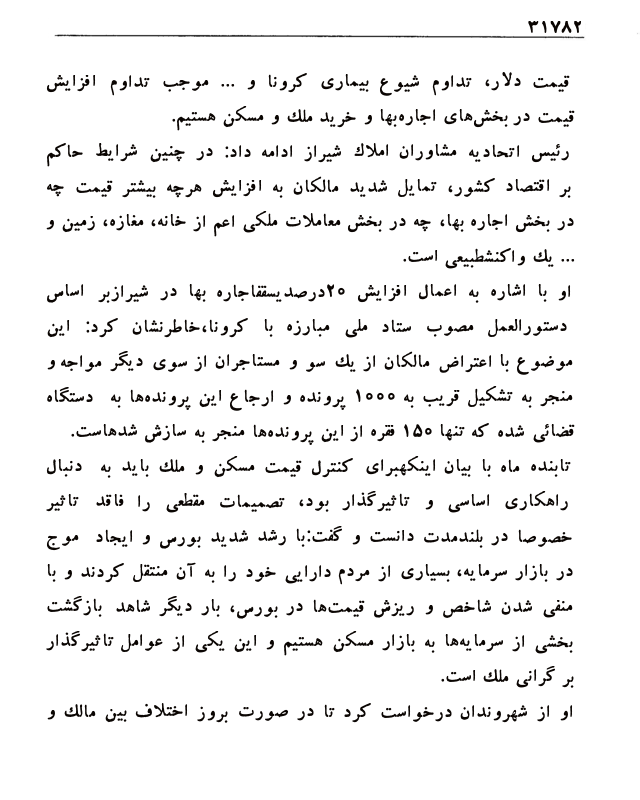 ۳۱۷۸۲
قیمت دلار، تداوم شیوع بیماری کرونا و ... موجب تداوم افزایش
قیمت در بخش‌های اجاره‌بها و خرید ملك و مسکن هستیم.
رئیس اتحادیه مشاوران املاك شیراز ادامه داد: در چنین شرایط حاکم
بر اقتصاد کشور، تمایل شدید مالکان به افزایش هرچه بیشتر قیمت چه
در بخش اجاره بها، چه در بخش معاملات ملکی اعم از خانه، مغازه، زمین و
... یك واکنشطبیعی است.
او با اشاره به اعمال افزایش ۲۰درصدیسقفاجاره بها در شیرازبر اساس
دستورالعمل مصوب ستاد ملی مبارزه با کرونا،خاطرنشان کرد: این
موضوع با اعتراض مالکان از یك سو و مستاجران از سوی دیگر مواجه و
منجر به تشکیل قریب به ۱۰۰۰ پرونده و ارجاع این پرونده‌ها به دستگاه
قضائی شده که تنها ۱۵۰ فقره از این پرونده‌ها منجر به سازش شدهاست.
تابنده ماه با بیان اینکهبرای کنترل قیمت مسکن و ملك باید به دنبال
راهکاری اساسی و تاثیرگذار بود، تصمیمات مقطعی را فاقد تاثیر
خصوصا در بلندمدت دانست و گفت:با رشد شدید بورس و ایجاد موج
در بازار سرمایه، بسیاری از مردم دارایی خود را به آن منتقل کردند و با
منفی شدن شاخص و ریزش قیمت‌ها در بورس، بار دیگر شاهد بازگشت
بخشی از سرمایه‌ها به بازار مسکن هستیم و این یکی از عوامل تاثیرگذار
بر گرانی ملك است.
او از شهروندان درخواست کرد تا در صورت بروز اختلاف بین مالك و